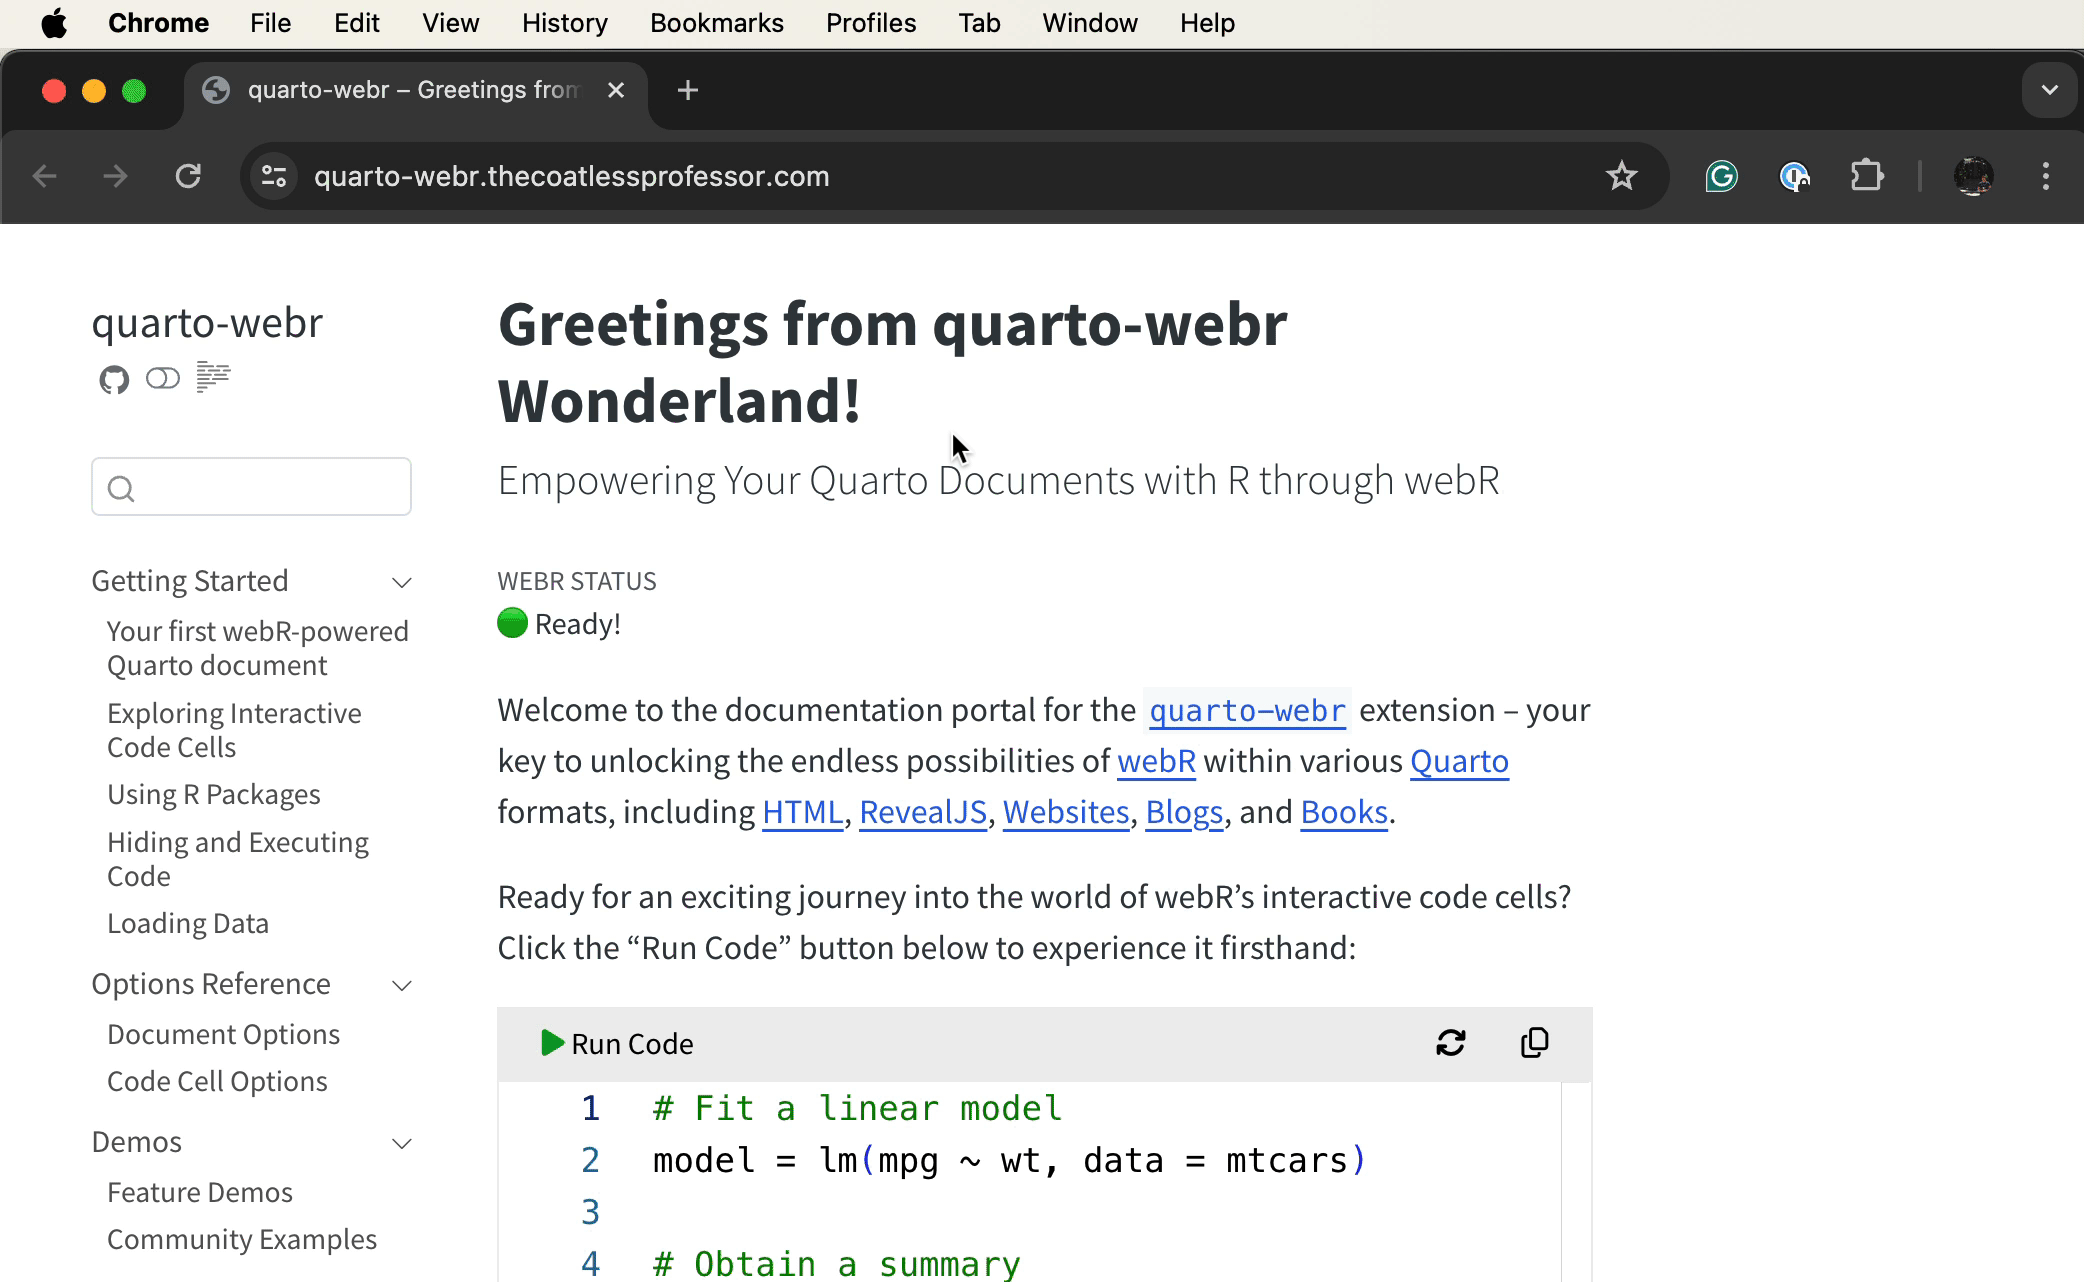 Chrome File Edit View History Bookmarks Profiles Tab Window Help
quarto-webr – Greetings from
quarto-webr.thecoatlessprofessor.com
quarto-webr
Getting Started
Your first webR-powered
Quarto document
Exploring Interactive
Code Cells
Using R Packages
Hiding and Executing
Code
Loading Data
Options Reference
Document Options
Code Cell Options
Demos
Feature Demos
Community Examples
Greetings from quarto-webr
Wonderland!
Empowering Your Quarto Documents with R through webR
WEBR STATUS
🟢 Ready!
Welcome to the documentation portal for the quarto-webr extension – your
key to unlocking the endless possibilities of webR within various Quarto
formats, including HTML, RevealJS, Websites, Blogs, and Books.
Ready for an exciting journey into the world of webR’s interactive code cells?
Click the “Run Code” button below to experience it firsthand:
Run Code
1 # Fit a linear model
2 model = lm(mpg ~ wt, data = mtcars)
3
4 # Obtain a summary